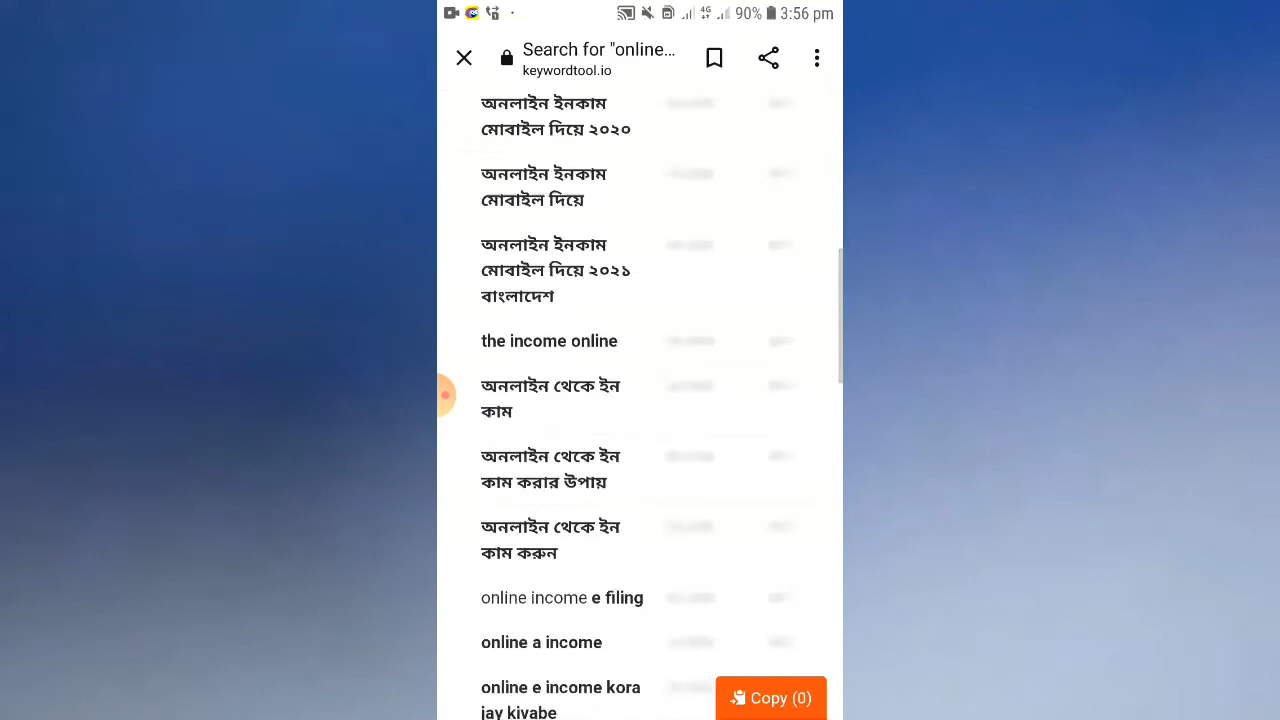 90% 3:56 pm
Search for "online...
keywordtool.io
অনলাইন ইনকাম
মোবাইল দিয়ে ২০২০
অনলাইন ইনকাম
মোবাইল দিয়ে
অনলাইন ইনকাম
মোবাইল দিয়ে ২০২১
বাংলাদেশ
the income online
অনলাইন থেকে ইন
কাম
অনলাইন থেকে ইন
কাম করার উপায়
অনলাইন থেকে ইন
কাম করুন
online income e filing
online a income
online e income kora
jay kivabe
Copy (0)